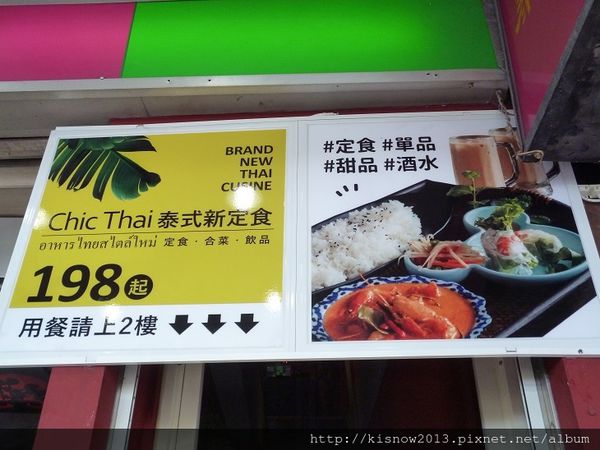 BRAND
NEW
THAI
CUISINE
Chic Thai 泰式新定食
อาหารไทยสไตล์ใหม่ 定食‧合菜‧飲品
198起
用餐請上2樓
#定食 #單品
#甜品 #酒水
http://kisnow2013.pixnet.net/album